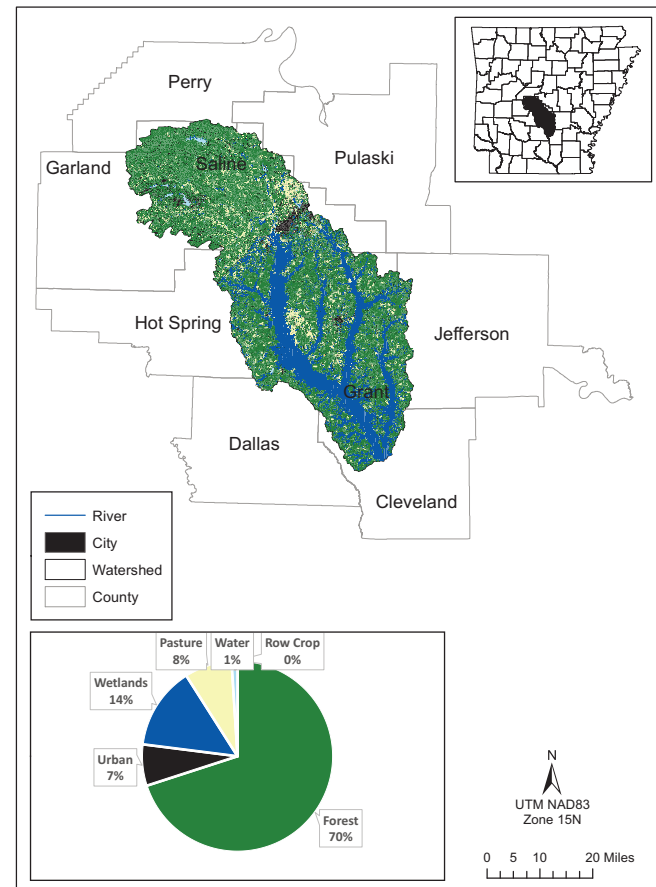 Perry
Garland
Saline
Pulaski
Hot Spring
Jefferson
Grant
Dallas
Cleveland
River
City
Watershed
County
Pasture
8%
Water
1%
Row Crop
0%
Wetlands
14%
Urban
7%
Forest
70%
N
UTM NAD83
Zone 15N
0 5 10 20 Miles